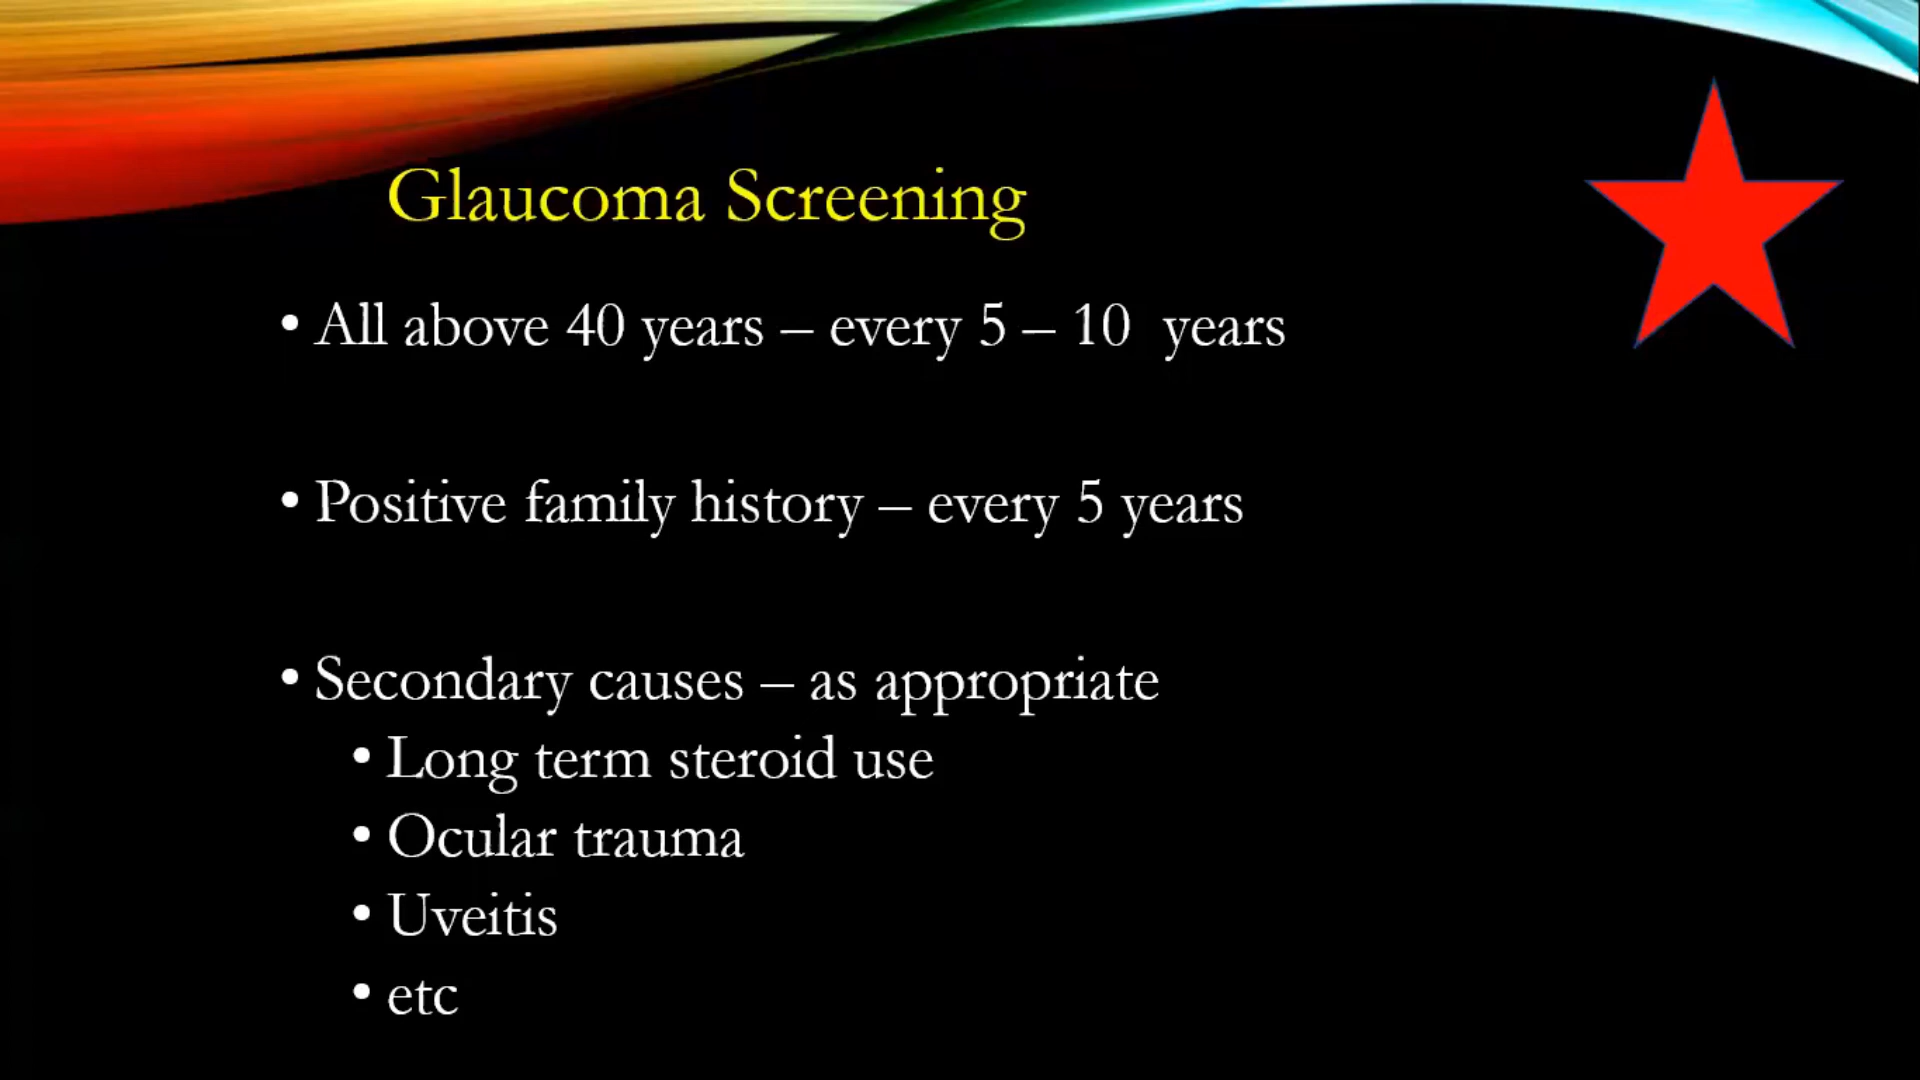 Glaucoma Screening
• All above 40 years – every 5 – 10 years
• Positive family history – every 5 years
• Secondary causes – as appropriate
• Long term steroid use
• Ocular trauma
• Uveitis
• etc